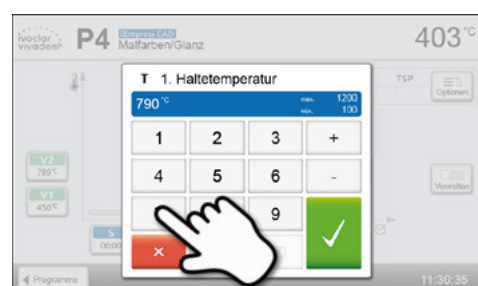 ivoclar vivadent
P4
IPS Empress CAD
Malfarben/Glanz
403 °C
T 1. Haltetemperatur
790 °C
max. 1200
min. 100
1 2 3 +
4 5 6 -
9
TSP
Optionen
V2
789°C
V1
450°C
Verwalten
S
Programme
11:30:35